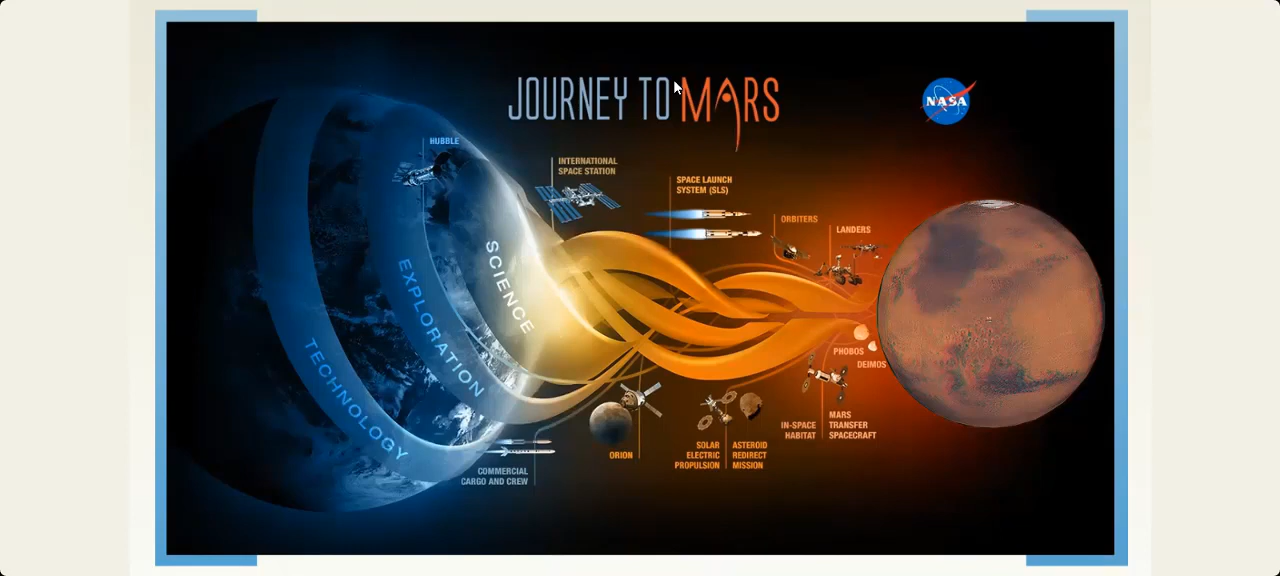 JOURNEY TO MARS
NASA
HUBBLE
INTERNATIONAL
SPACE STATION
SPACE LAUNCH
SYSTEM (SLS)
ORBITERS
LANDERS
SCIENCE
EXPLORATION
TECHNOLOGY
PHOBOS
DEIMOS
COMMERCIAL
CARGO AND CREW
ORION
SOLAR
ELECTRIC
PROPULSION
ASTEROID
REDIRECT
MISSION
IN-SPACE
HABITAT
MARS
TRANSFER
SPACECRAFT